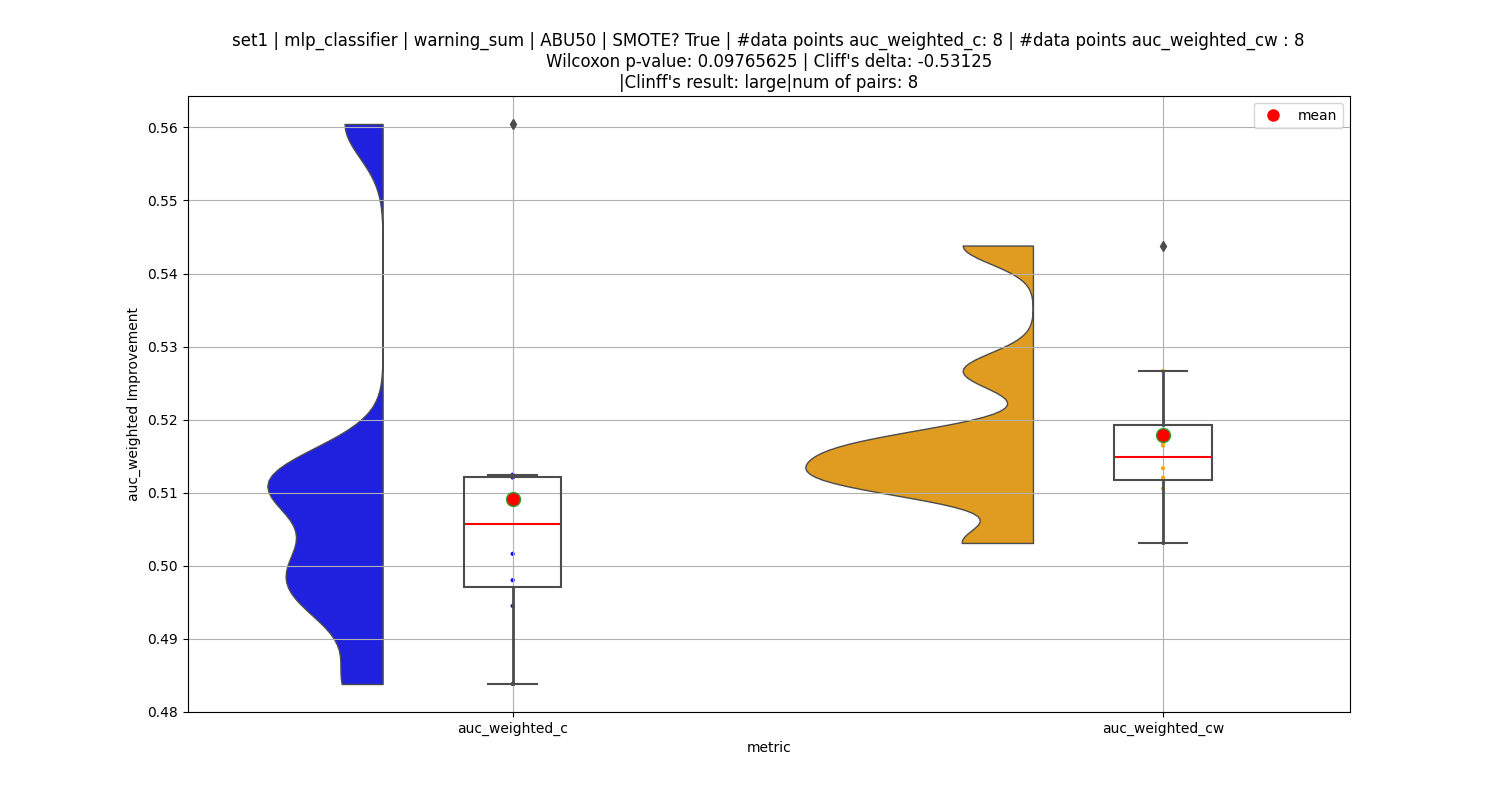 set1 | mlp_classifier | warning_sum | ABU50 | SMOTE? True | #data points auc_weighted_c: 8 | #data points auc_weighted_cw : 8
Wilcoxon p-value: 0.09765625 | Cliff's delta: -0.53125
|Clinff's result: large|num of pairs: 8
mean
0.56
0.55
0.54
0.53
0.52
0.51
0.50
0.49
0.48
auc_weighted Improvement
auc_weighted_c
auc_weighted_cw
metric